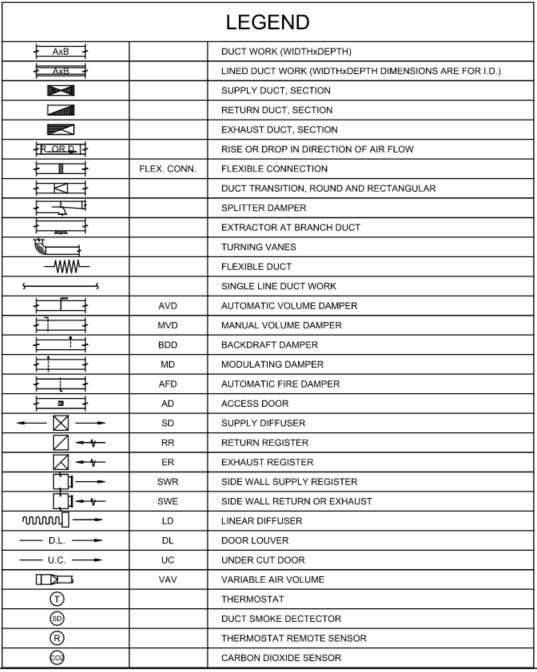 LEGEND
AxB DUCT WORK (WIDTHxDEPTH)
AxB LINED DUCT WORK (WIDTHxDEPTH DIMENSIONS ARE FOR I.D.)
SUPPLY DUCT, SECTION
RETURN DUCT, SECTION
EXHAUST DUCT, SECTION
R. OR D. RISE OR DROP IN DIRECTION OF AIR FLOW
FLEX. CONN. FLEXIBLE CONNECTION
DUCT TRANSITION, ROUND AND RECTANGULAR
SPLITTER DAMPER
EXTRACTOR AT BRANCH DUCT
TURNING VANES
FLEXIBLE DUCT
SINGLE LINE DUCT WORK
AVD AUTOMATIC VOLUME DAMPER
MVD MANUAL VOLUME DAMPER
BDD BACKDRAFT DAMPER
MD MODULATING DAMPER
AFD AUTOMATIC FIRE DAMPER
AD ACCESS DOOR
SD SUPPLY DIFFUSER
RR RETURN REGISTER
ER EXHAUST REGISTER
SWR SIDE WALL SUPPLY REGISTER
SWE SIDE WALL RETURN OR EXHAUST
LD LINEAR DIFFUSER
D.L. DL DOOR LOUVER
U.C. UC UNDER CUT DOOR
VAV VARIABLE AIR VOLUME
T THERMOSTAT
SD DUCT SMOKE DECTECTOR
R THERMOSTAT REMOTE SENSOR
CO2 CARBON DIOXIDE SENSOR